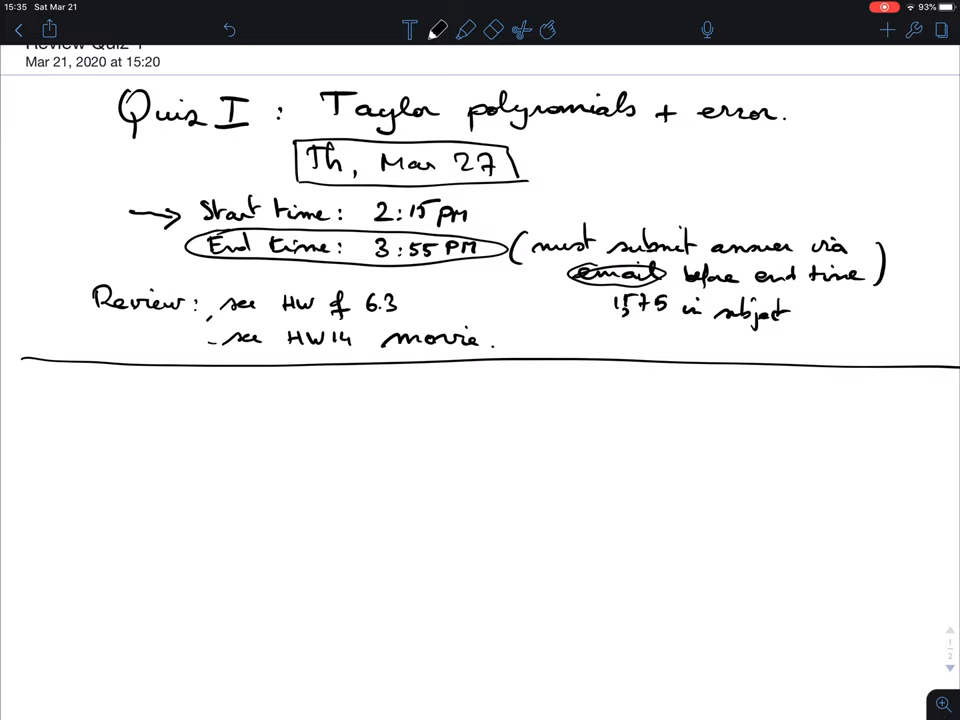 15:35 Sat Mar 21
93%
Review Quiz 1
Mar 21, 2020 at 15:20
Quiz I : Taylor polynomials + error.
Th, Mar 27
→ Start time: 2:15 PM
End time: 3:55 PM (must submit answer via
email before end time)
1575 in subject
Review: - see HW of 6.3
- see HW14 movie.
1
2